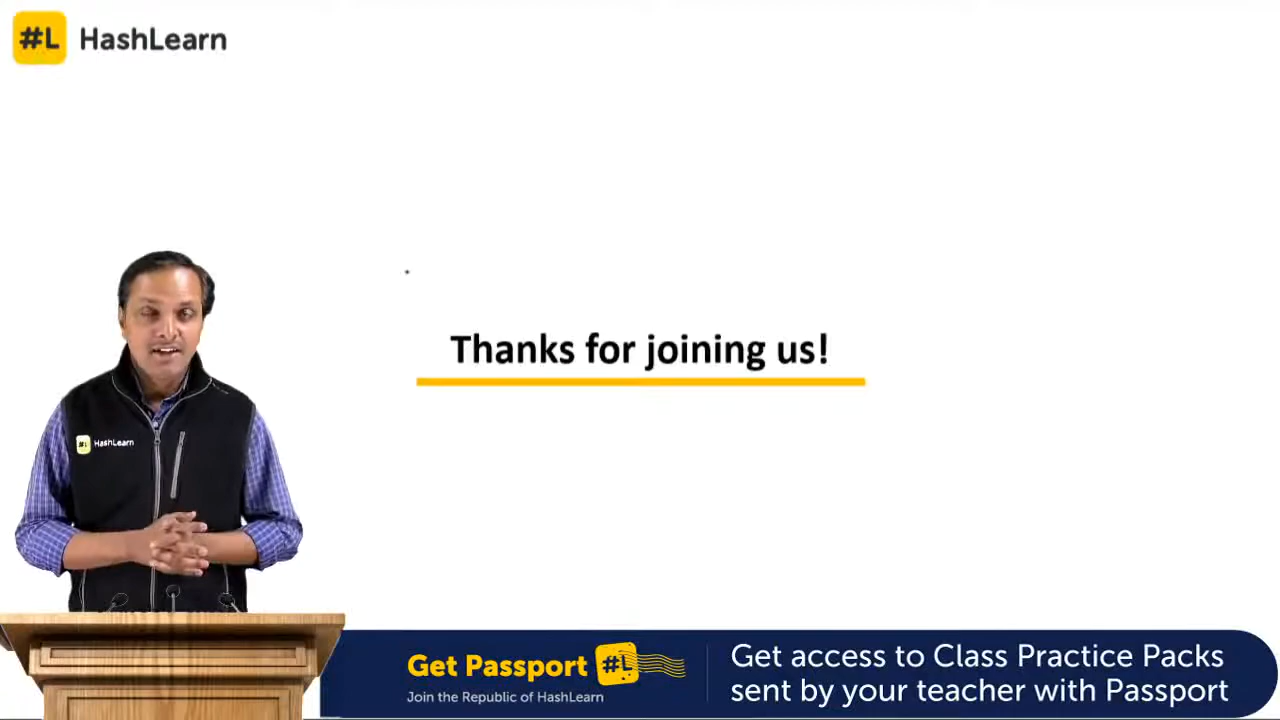 #L HashLearn
Thanks for joining us!
#L HashLearn
Get Passport #L
Join the Republic of HashLearn
Get access to Class Practice Packs
sent by your teacher with Passport